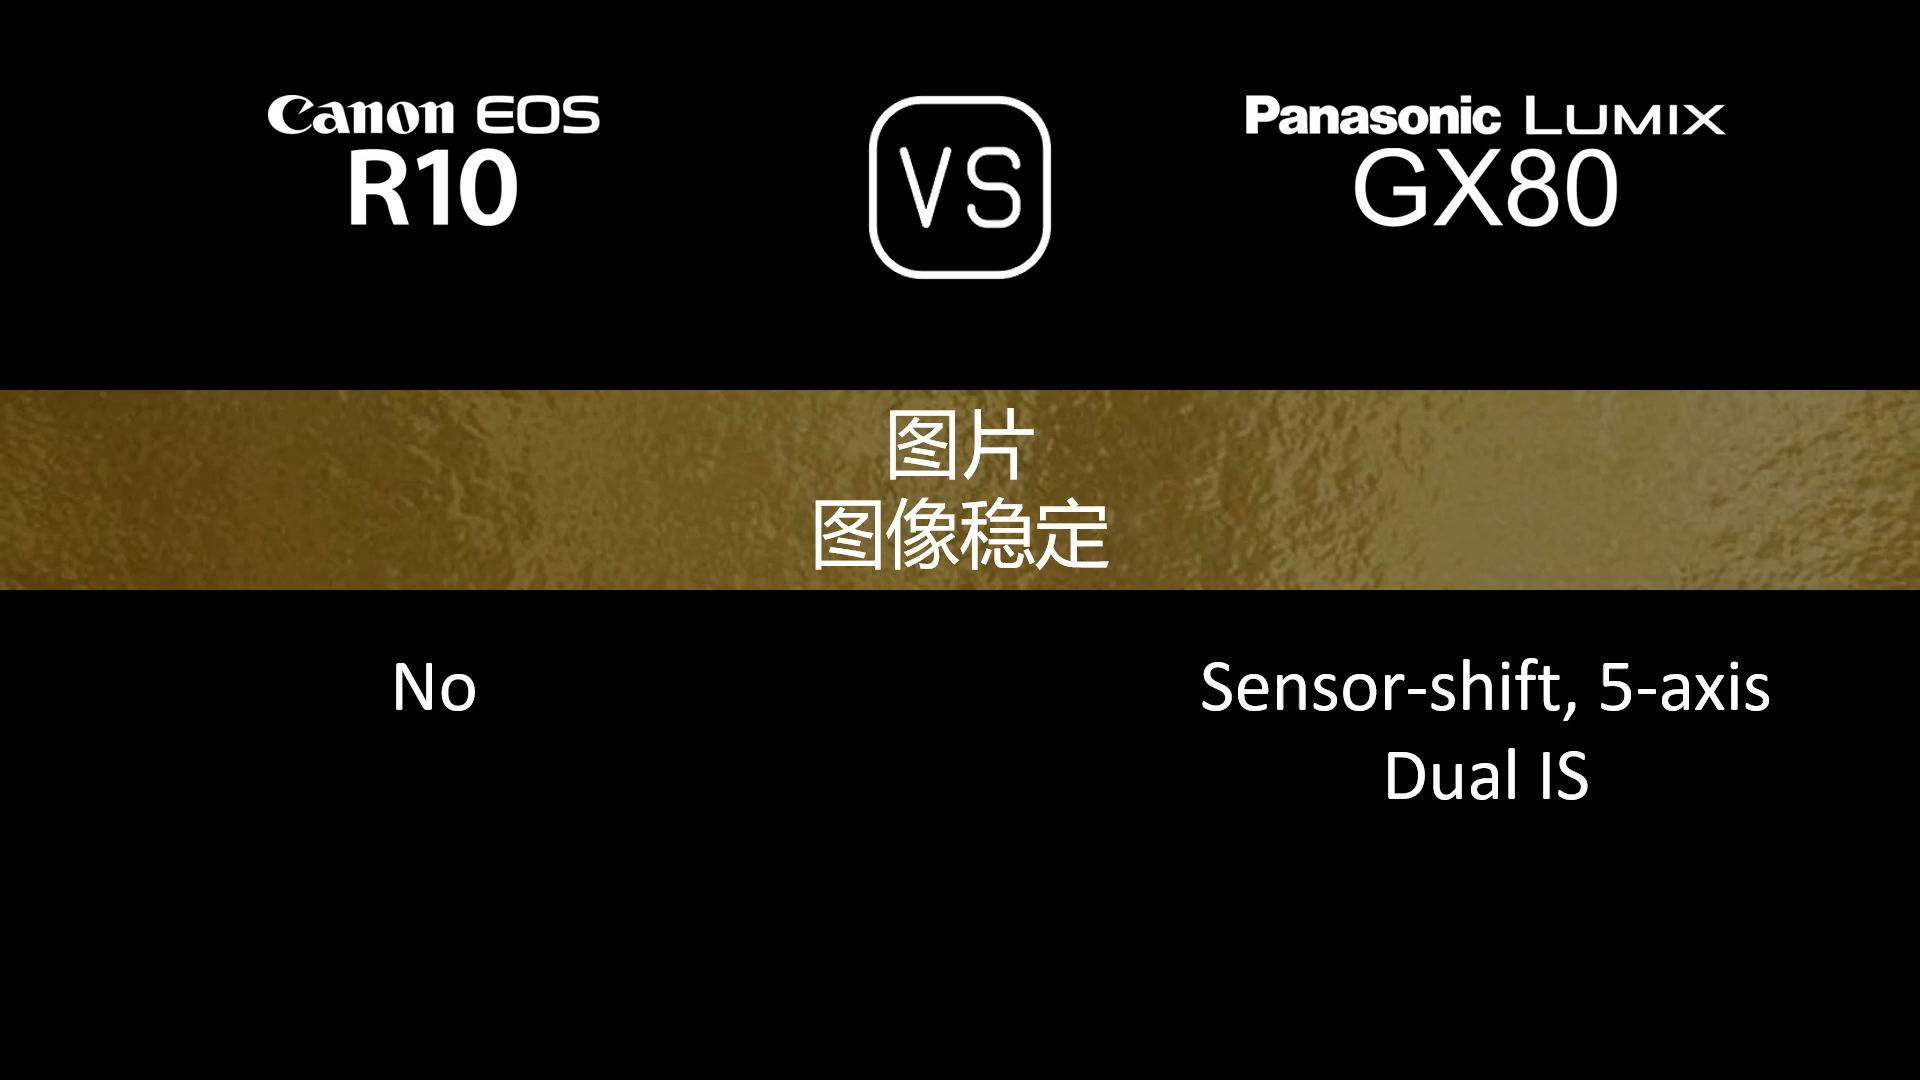 Canon EOS
R10
VS
Panasonic LUMIX
GX80
图片
图像稳定
No
Sensor-shift, 5-axis
Dual IS